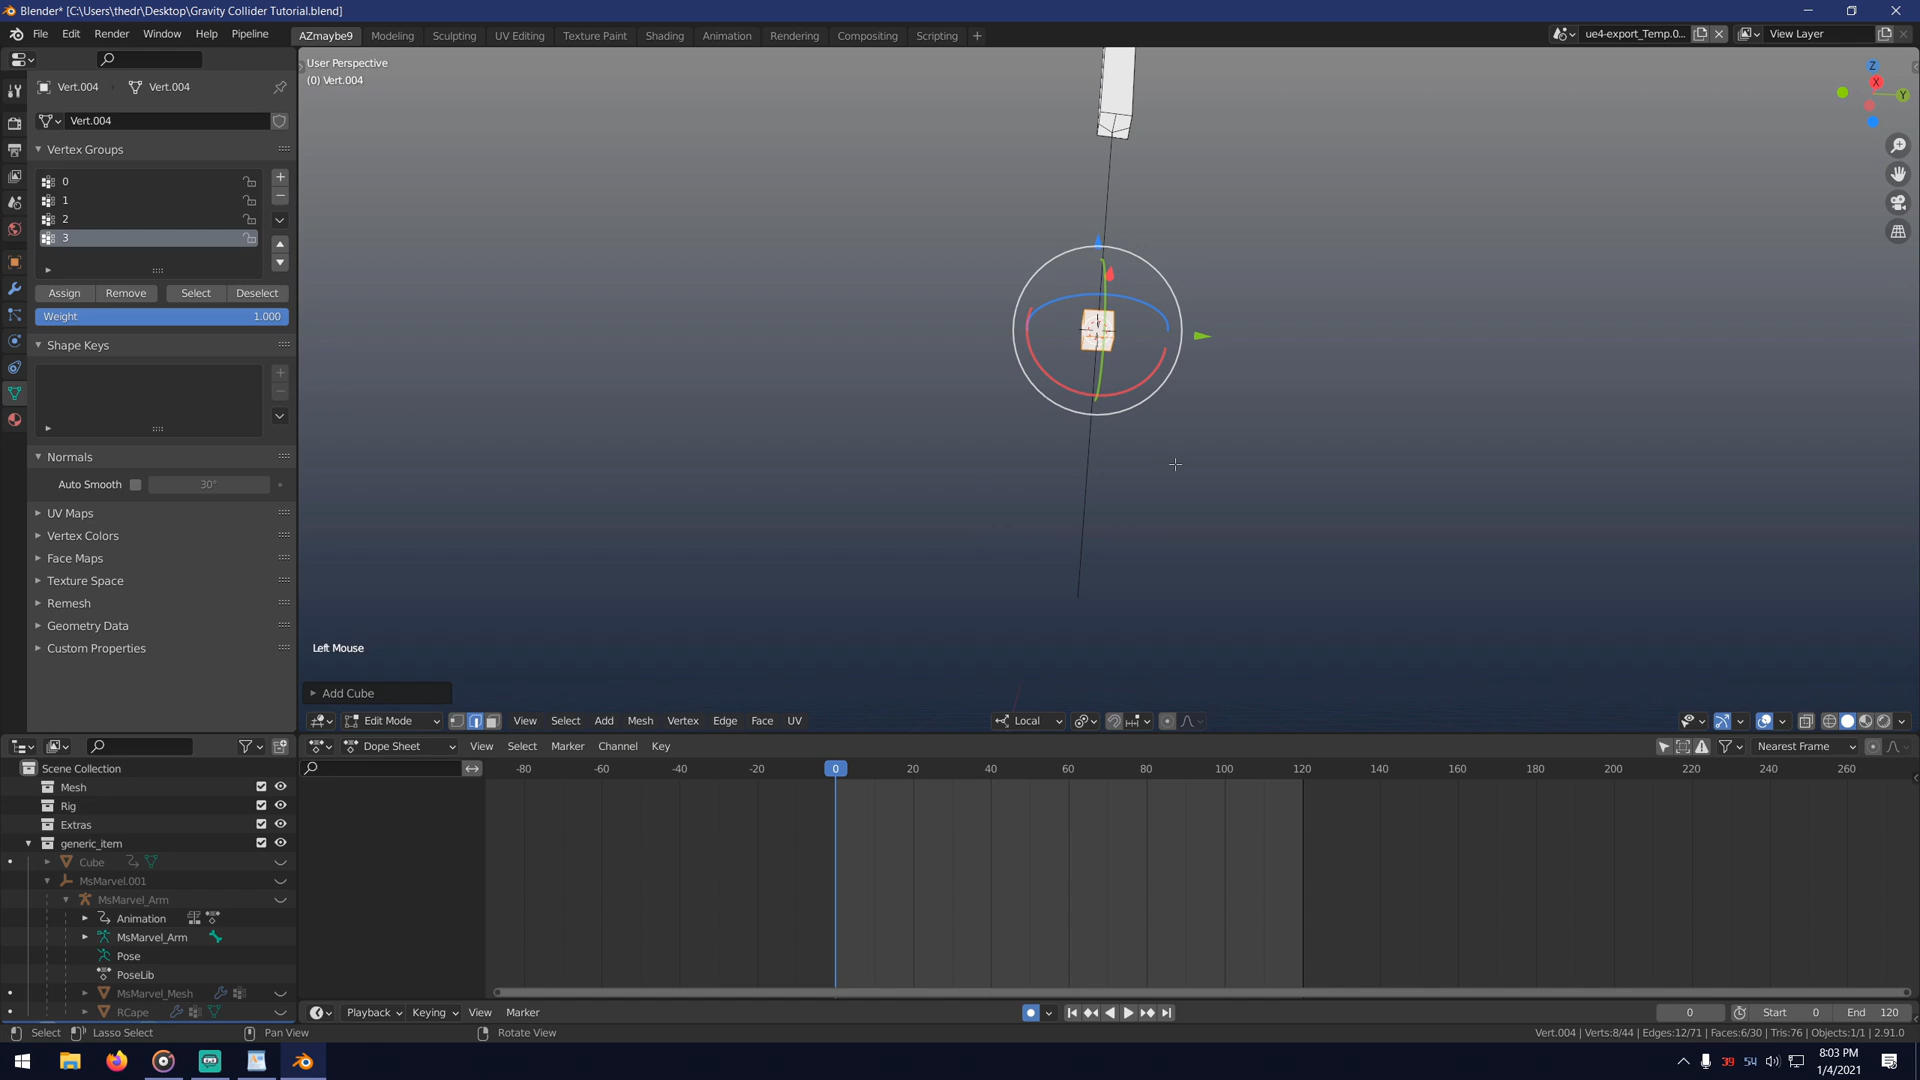 Blender* [C:\Users\thedr\Desktop\Gravity Collider Tutorial.blend]
File Edit Render Window Help Pipeline
AZmaybe9 Modeling Sculpting UV Editing Texture Paint Shading Animation Rendering Compositing Scripting +
ue4-export_Temp.0...
View Layer
Vert.004 Vert.004
Vert.004
Vertex Groups
0
1
2
3
Assign Remove Select Deselect
Weight 1.000
Shape Keys
Normals
Auto Smooth 30°
UV Maps
Vertex Colors
Face Maps
Texture Space
Remesh
Geometry Data
Custom Properties
User Perspective
(0) Vert.004
Z
X
Y
Left Mouse
Add Cube
Edit Mode View Select Add Mesh Vertex Edge Face UV
Local
Dope Sheet View Select Marker Channel Key
Nearest Frame
-80 -60 -40 -20 0 20 40 60 80 100 120 140 160 180 200 220 240 260
Scene Collection
Mesh
Rig
Extras
generic_item
Cube
MsMarvel.001
MsMarvel_Arm
Animation
MsMarvel_Arm
Pose
PoseLib
MsMarvel_Mesh
RCape
Playback Keying View Marker
0 Start 0 End 120
Select Lasso Select Pan View Rotate View
Vert.004 | Verts:8/44 | Edges:12/71 | Faces:6/30 | Tris:76 | Objects:1/1 | 2.91.0
39 54
8:03 PM
1/4/2021